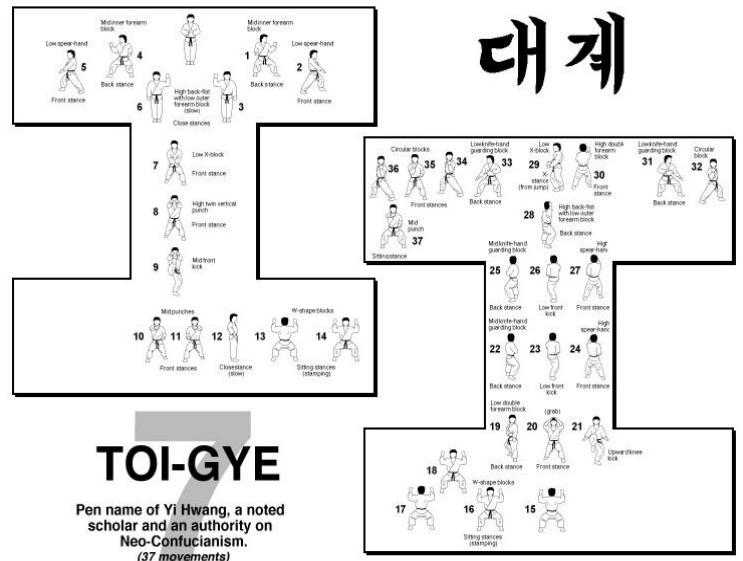 대계
Mid inner forearm
block
4
Low spear-hand
5
Back stance
Front stance
Mid inner forearm
block
1
Low spear-hand
2
Back stance
Front stance
6
High back-fist
with low outer
forearm block
(slow)
3
Close stances
7
Low X-block
Front stance
8
High twin vertical
punch
Front stance
9
Mid front
kick
Mid punches
10
11
12
Front stances
Close stance
(slow)
W-shape blocks
13
14
Sitting stances
(stamping)
7
TOI-GYE
Pen name of Yi Hwang, a noted
scholar and an authority on
Neo-Confucianism.
(37 movements)
Circular blocks
36
35
34
Front stances
Low knife-hand
guarding block
33
Back stance
Low
X-block
29
X-
stance
(from jump)
High double
forearm
block
30
Front
stance
Low knife-hand
guarding block
31
Back stance
Circular
block
32
Mid
punch
37
Sitting stance
28
High back-fist
with low outer
forearm block
Back stance
Mid knife-hand
guarding block
25
26
High
spear-hand
27
Back stance
Low front
kick
Front stance
Mid knife-hand
guarding block
22
23
High
spear-hand
24
Back stance
Low front
kick
Front stance
Low double
forearm block
19
(grab)
20
21
Back stance
Front stance
Upward knee
kick
18
W-shape blocks
17
16
15
Sitting stances
(stamping)